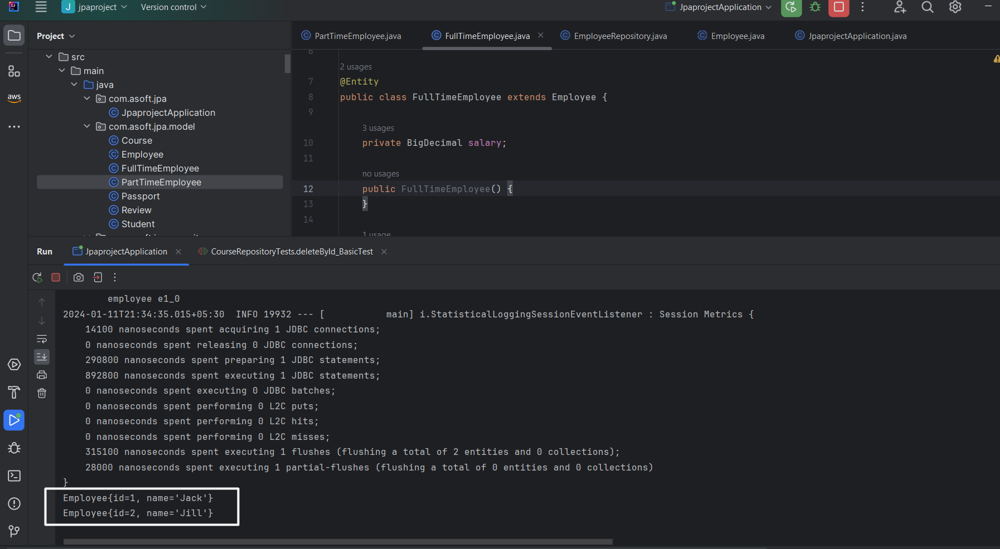 J jpaproject Version control JpaprojectApplication
Project
src
main
java
com.asoft.jpa
JpaprojectApplication
com.asoft.jpa.model
Course
Employee
FullTimeEmployee
PartTimeEmployee
Passport
Review
Student
aws
PartTimeEmployee.java FullTimeEmployee.java EmployeeRepository.java Employee.java JpaprojectApplication.java
6
2 usages
7 @Entity
8 public class FullTimeEmployee extends Employee {
9
3 usages
10 private BigDecimal salary;
11
no usages
12 public FullTimeEmployee() {
13 }
14
1 usage
Run JpaprojectApplication CourseRepositoryTests.deleteById_BasicTest
employee e1_0
2024-01-11T21:34:35.015+05:30  INFO 19932 --- [           main] i.StatisticalLoggingSessionEventListener : Session Metrics {
14100 nanoseconds spent acquiring 1 JDBC connections;
0 nanoseconds spent releasing 0 JDBC connections;
290800 nanoseconds spent preparing 1 JDBC statements;
892800 nanoseconds spent executing 1 JDBC statements;
0 nanoseconds spent executing 0 JDBC batches;
0 nanoseconds spent performing 0 L2C puts;
0 nanoseconds spent performing 0 L2C hits;
0 nanoseconds spent performing 0 L2C misses;
315100 nanoseconds spent executing 1 flushes (flushing a total of 2 entities and 0 collections);
28000 nanoseconds spent executing 1 partial-flushes (flushing a total of 0 entities and 0 collections)
}
Employee{id=1, name='Jack'}
Employee{id=2, name='Jill'}